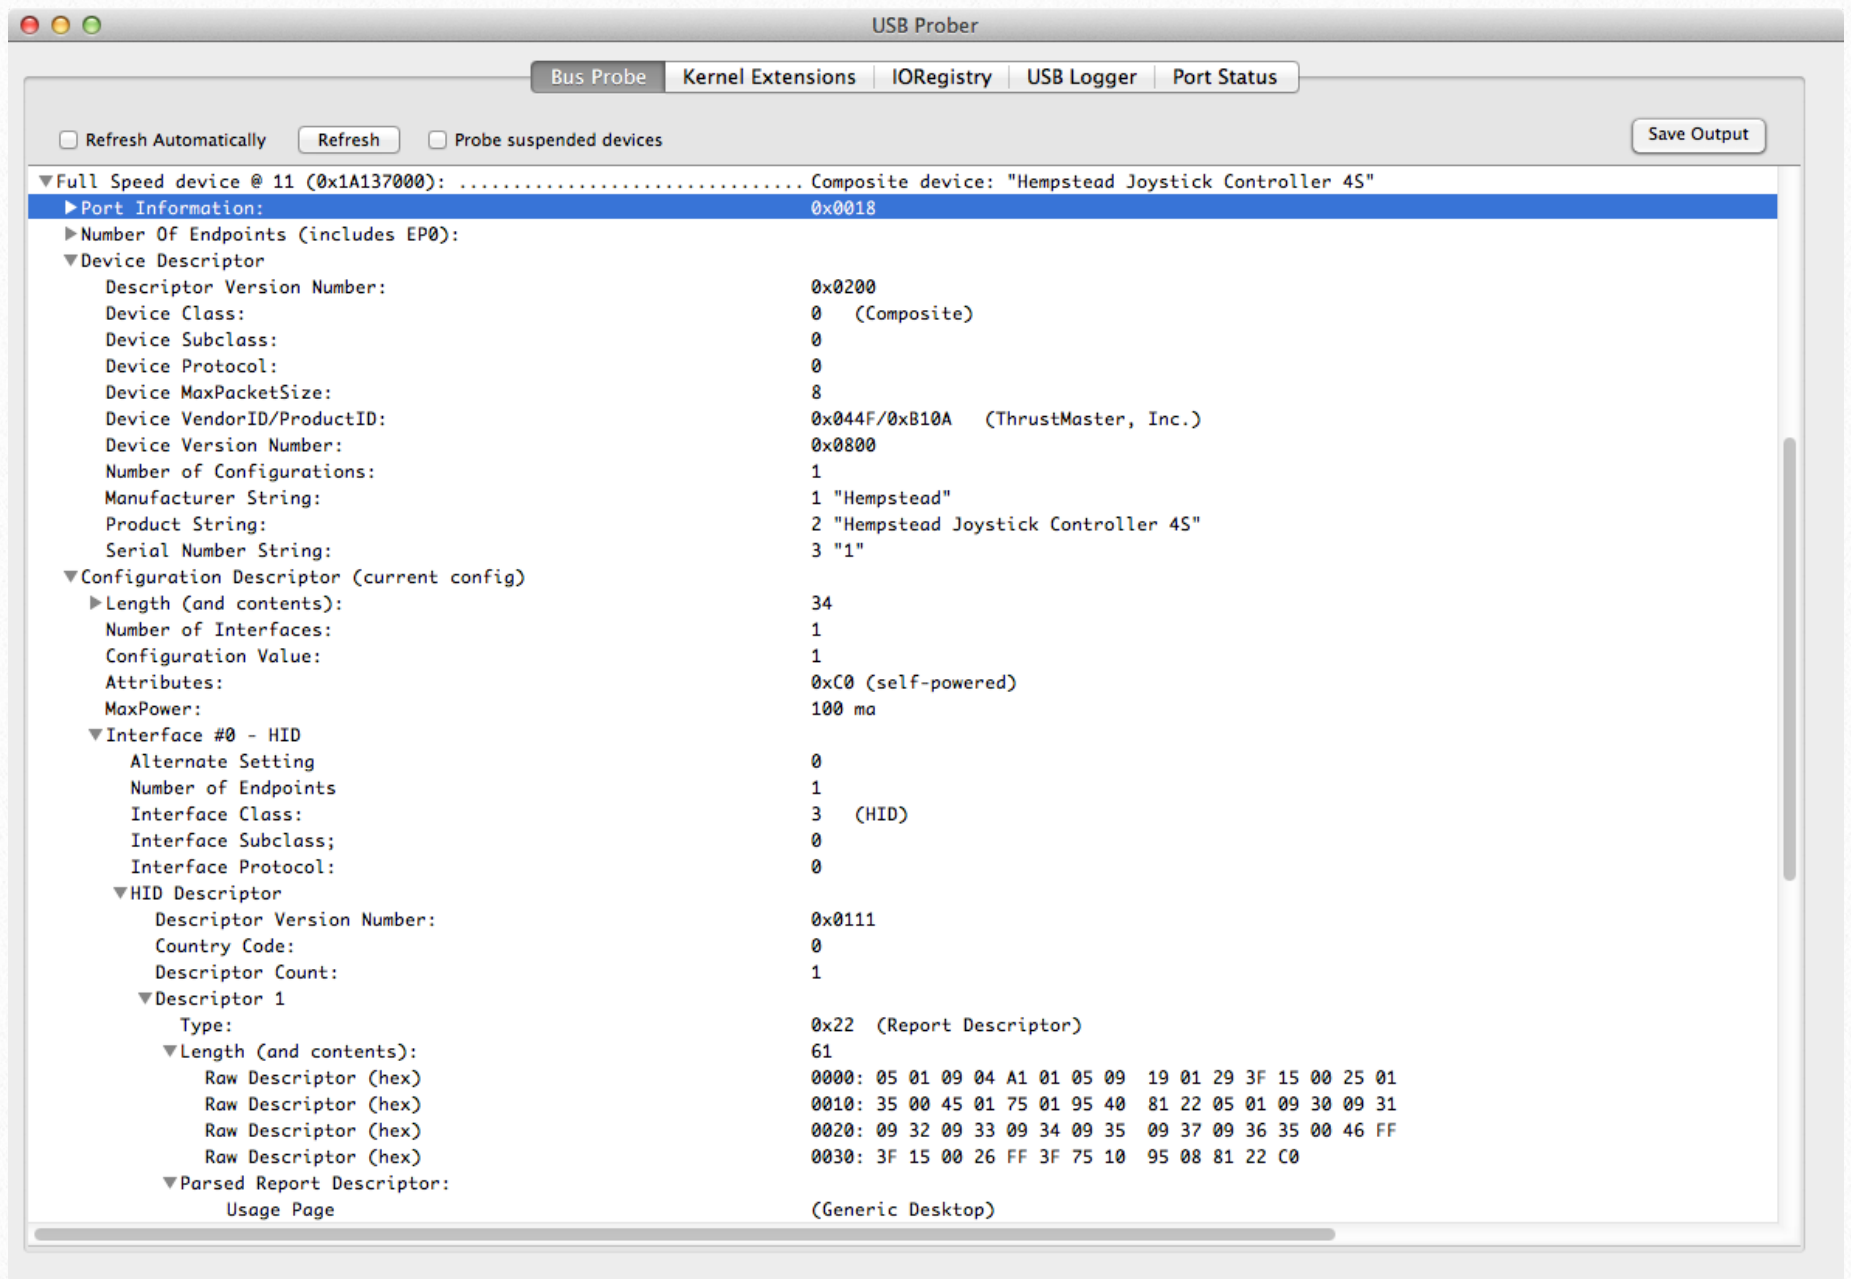 USB Prober
Bus Probe Kernel Extensions IORegistry USB Logger Port Status
Refresh Automatically Refresh Probe suspended devices Save Output
Full Speed device @ 11 (0x1A137000): ................................ Composite device: "Hempstead Joystick Controller 4S"
Port Information: 0x0018
Number Of Endpoints (includes EP0):
Device Descriptor
Descriptor Version Number: 0x0200
Device Class: 0 (Composite)
Device Subclass: 0
Device Protocol: 0
Device MaxPacketSize: 8
Device VendorID/ProductID: 0x044F/0xB10A (ThrustMaster, Inc.)
Device Version Number: 0x0800
Number of Configurations: 1
Manufacturer String: 1 "Hempstead"
Product String: 2 "Hempstead Joystick Controller 4S"
Serial Number String: 3 "1"
Configuration Descriptor (current config)
Length (and contents): 34
Number of Interfaces: 1
Configuration Value: 1
Attributes: 0xC0 (self-powered)
MaxPower: 100 ma
Interface #0 - HID
Alternate Setting 0
Number of Endpoints 1
Interface Class: 3 (HID)
Interface Subclass; 0
Interface Protocol: 0
HID Descriptor
Descriptor Version Number: 0x0111
Country Code: 0
Descriptor Count: 1
Descriptor 1
Type: 0x22 (Report Descriptor)
Length (and contents): 61
Raw Descriptor (hex) 0000: 05 01 09 04 A1 01 05 09 19 01 29 3F 15 00 25 01
Raw Descriptor (hex) 0010: 35 00 45 01 75 01 95 40 81 22 05 01 09 30 09 31
Raw Descriptor (hex) 0020: 09 32 09 33 09 34 09 35 09 37 09 36 35 00 46 FF
Raw Descriptor (hex) 0030: 3F 15 00 26 FF 3F 75 10 95 08 81 22 C0
Parsed Report Descriptor:
Usage Page (Generic Desktop)